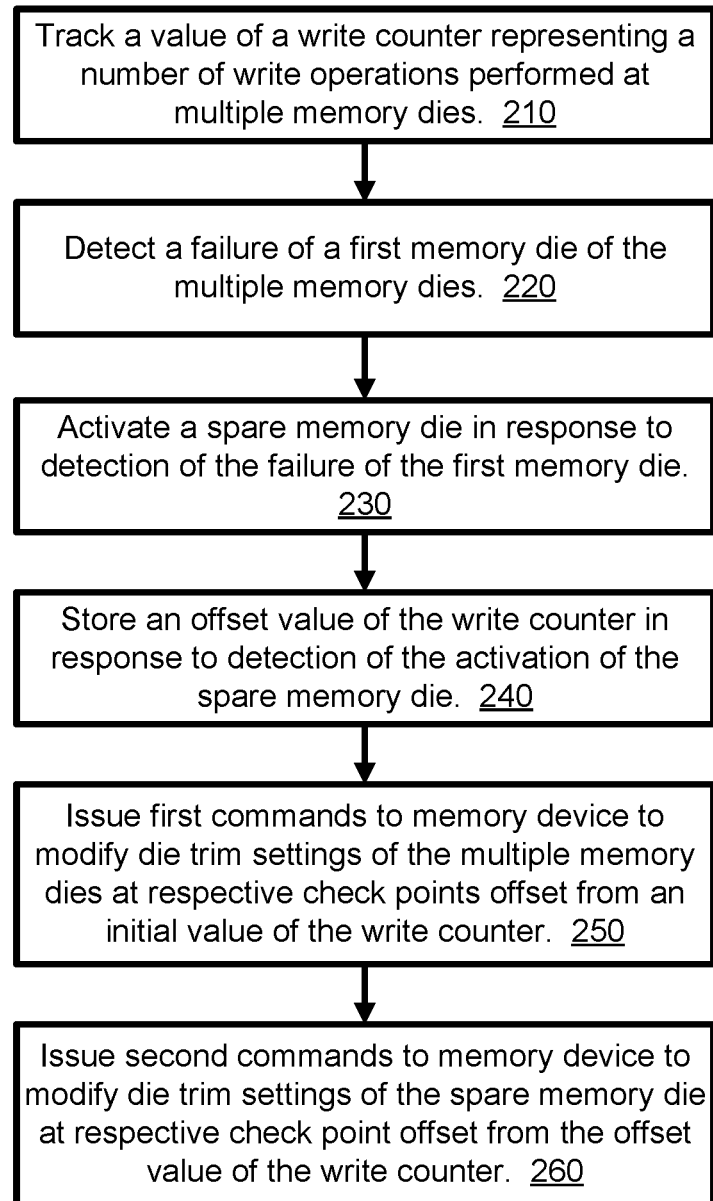 Track a value of a write counter representing a
number of write operations performed at
multiple memory dies. 210
Detect a failure of a first memory die of the
multiple memory dies. 220
Activate a spare memory die in response to
detection of the failure of the first memory die.
230
Store an offset value of the write counter in
response to detection of the activation of the
spare memory die. 240
Issue first commands to memory device to
modify die trim settings of the multiple memory
dies at respective check points offset from an
initial value of the write counter. 250
Issue second commands to memory device to
modify die trim settings of the spare memory die
at respective check point offset from the offset
value of the write counter. 260